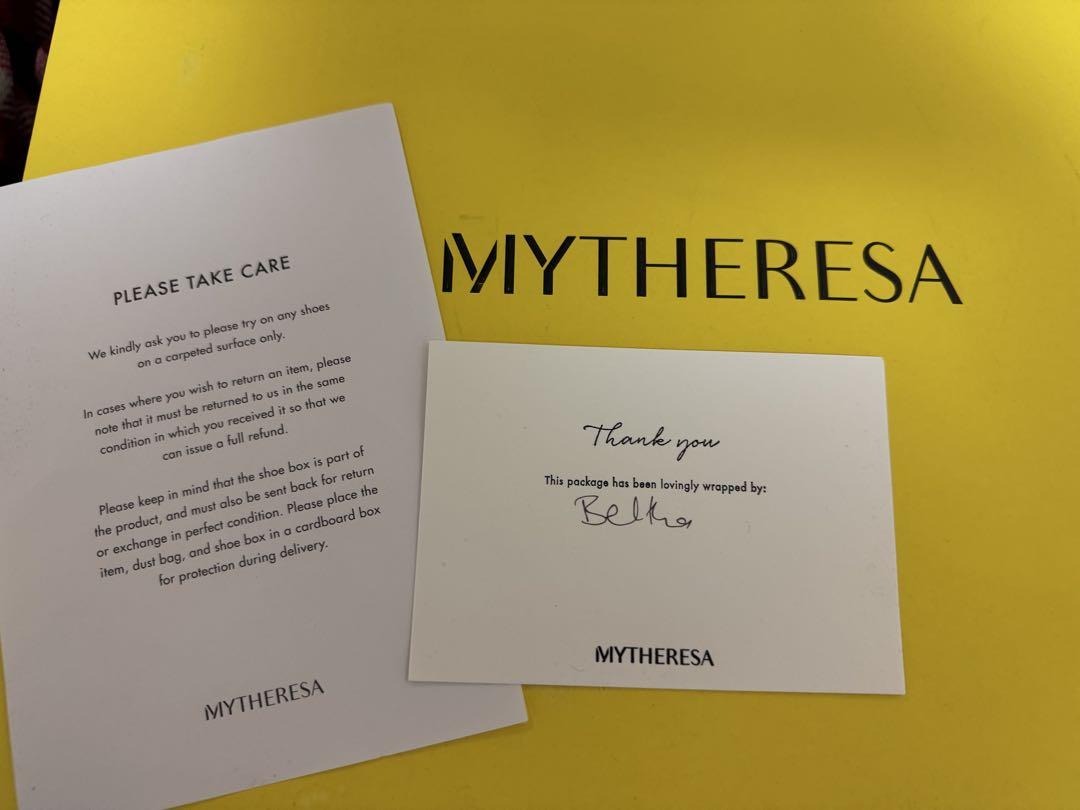 MYTHERESA
PLEASE TAKE CARE
We kindly ask you to please try on any shoes
on a carpeted surface only.
In cases where you wish to return an item, please
note that it must be returned to us in the same
condition in which you received it so that we
can issue a full refund.
Please keep in mind that the shoe box is part of
the product, and must also be sent back for return
or exchange in perfect condition. Please place the
item, dust bag, and shoe box in a cardboard box
for protection during delivery.
MYTHERESA
Thank you
This package has been lovingly wrapped by:
MYTHERESA